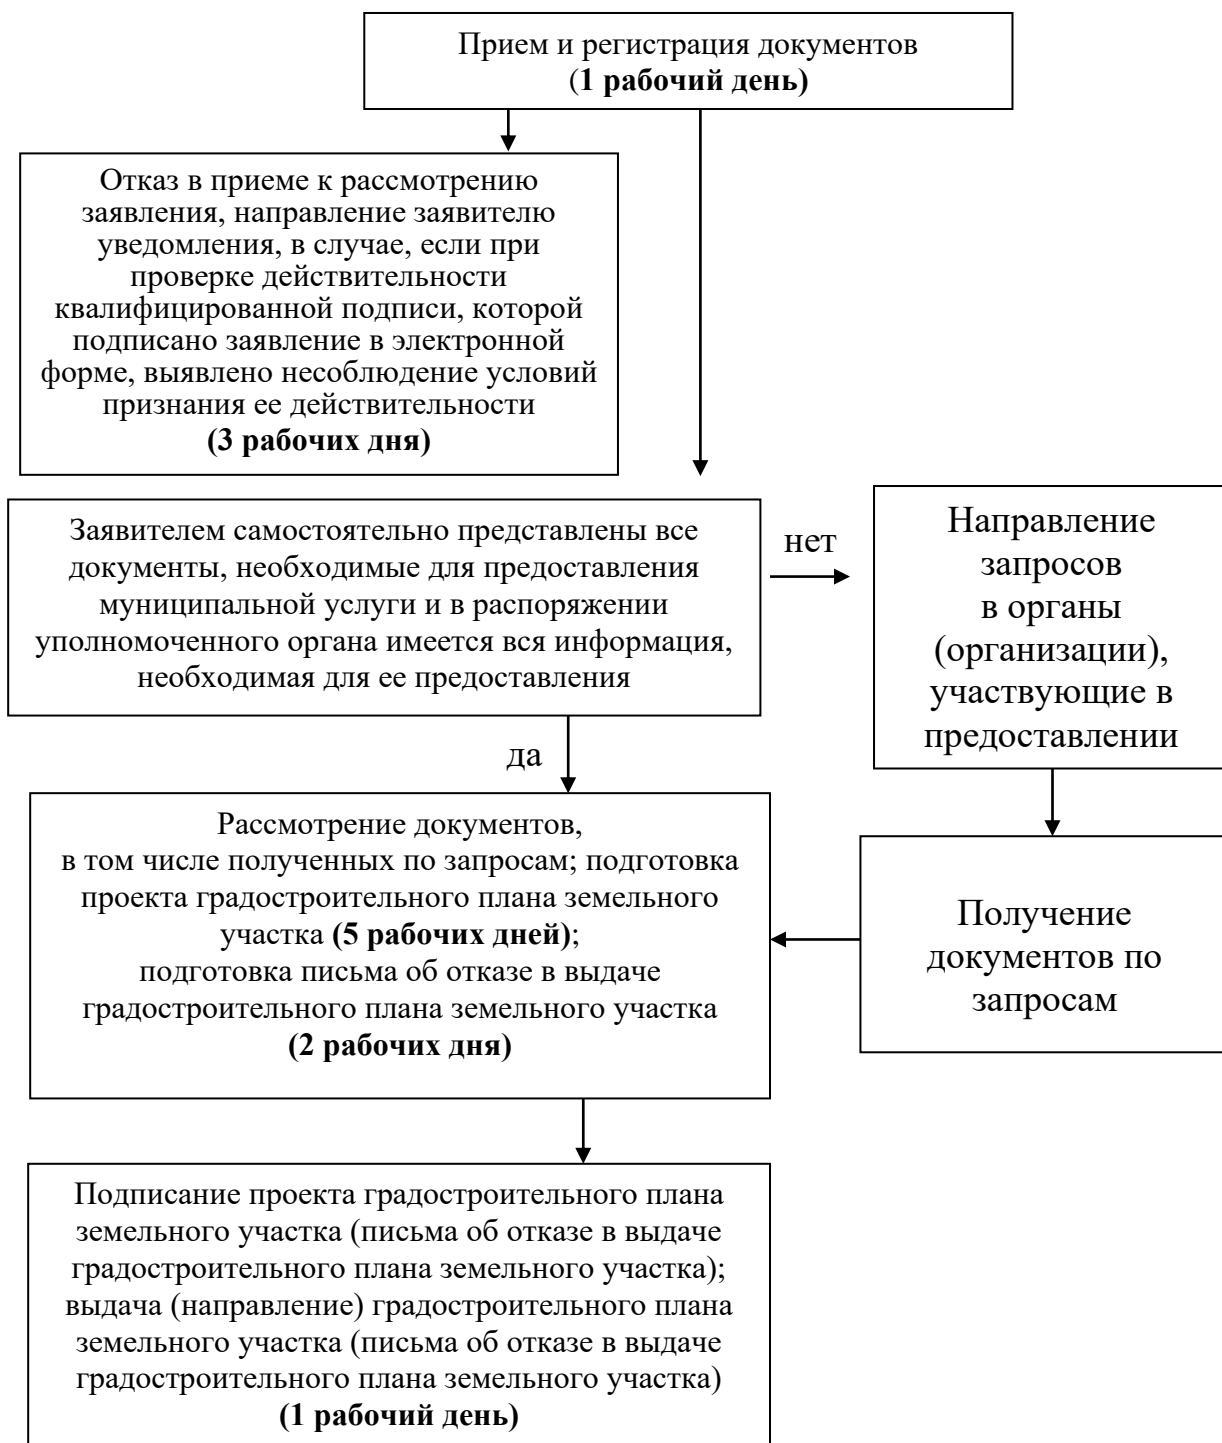 Прием и регистрация документов
(1 рабочий день)
Отказ в приеме к рассмотрению
заявления, направление заявителю
уведомления, в случае, если при
проверке действительности
квалифицированной подписи, которой
подписано заявление в электронной
форме, выявлено несоблюдение условий
признания ее действительности
(3 рабочих дня)
Заявителем самостоятельно представлены все
документы, необходимые для предоставления
муниципальной услуги и в распоряжении
уполномоченного органа имеется вся информация,
необходимая для ее предоставления
нет
Направление
запросов
в органы
(организации),
участвующие в
предоставлении
да
Рассмотрение документов,
в том числе полученных по запросам; подготовка
проекта градостроительного плана земельного
участка (5 рабочих дней);
подготовка письма об отказе в выдаче
градостроительного плана земельного участка
(2 рабочих дня)
Получение
документов по
запросам
Подписание проекта градостроительного плана
земельного участка (письма об отказе в выдаче
градостроительного плана земельного участка);
выдача (направление) градостроительного плана
земельного участка (письма об отказе в выдаче
градостроительного плана земельного участка)
(1 рабочий день)